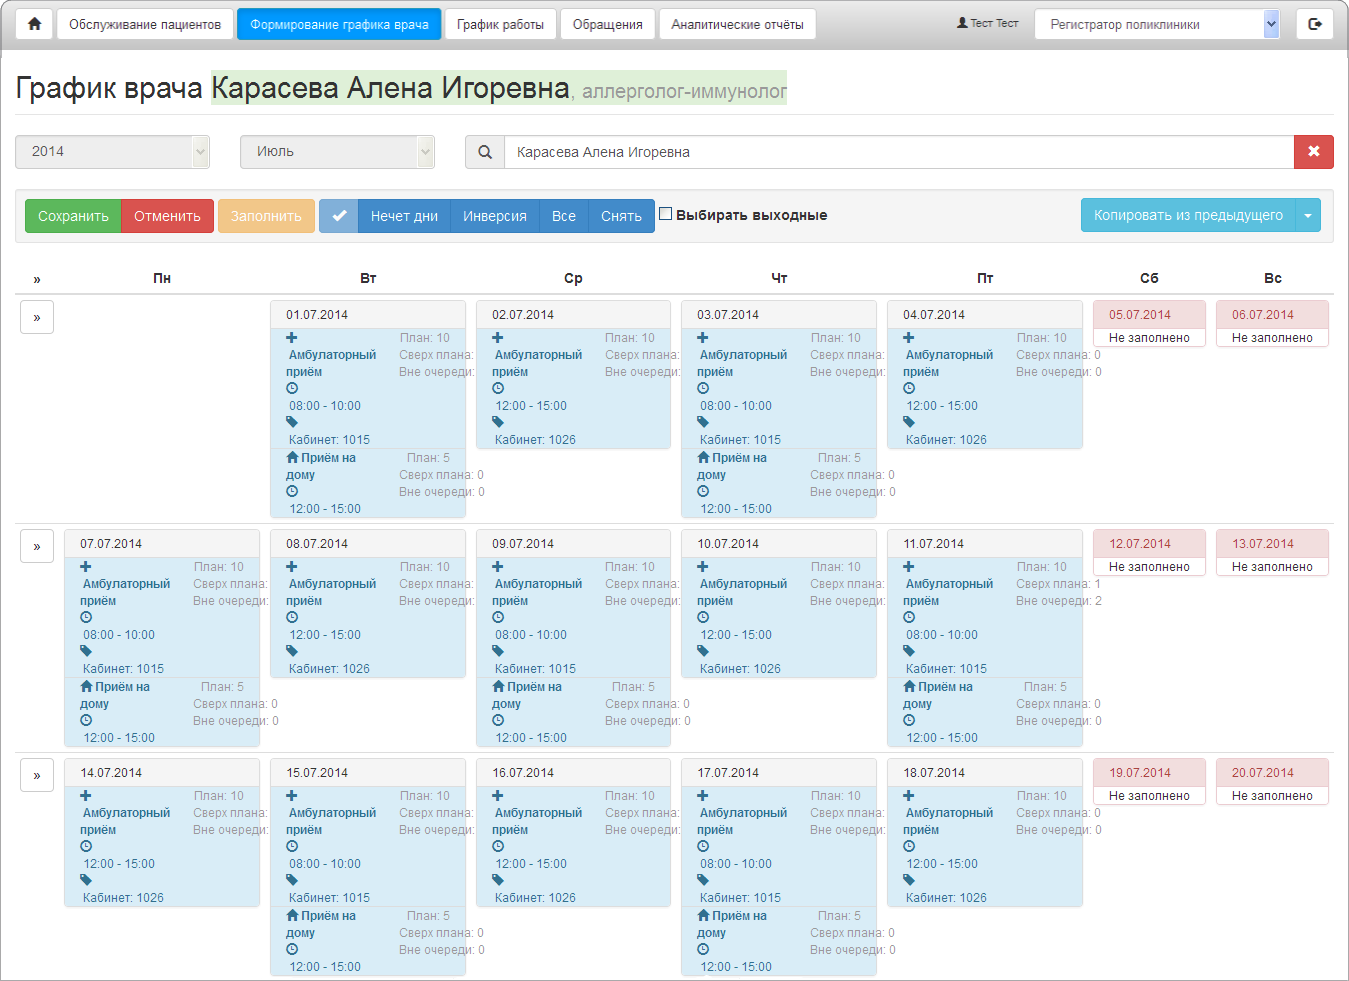 Обслуживание пациентов Формирование графика врача График работы Обращения Аналитические отчёты Тест Тест Регистратор поликлиники
График врача Карасева Алена Игоревна, аллерголог-иммунолог
2014 Июль Карасева Алена Игоревна
Сохранить Отменить Заполнить Нечет дни Инверсия Все Снять Выбирать выходные Копировать из предыдущего
» Пн Вт Ср Чт Пт Сб Вс
» 01.07.2014 02.07.2014 03.07.2014 04.07.2014 05.07.2014 06.07.2014
План: 10 План: 10 План: 10 План: 10 Не заполнено Не заполнено
Амбулаторный Сверх плана: Амбулаторный Сверх плана: Амбулаторный Сверх плана: Амбулаторный Сверх плана: 0
приём Вне очереди: приём Вне очереди: приём Вне очереди: приём Вне очереди: 0
08:00 - 10:00 12:00 - 15:00 08:00 - 10:00 12:00 - 15:00
Кабинет: 1015 Кабинет: 1026 Кабинет: 1015 Кабинет: 1026
Приём на План: 5 Приём на План: 5
дому Сверх плана: 0 дому Сверх плана: 0
Вне очереди: 0 Вне очереди: 0
12:00 - 15:00 12:00 - 15:00
» 07.07.2014 08.07.2014 09.07.2014 10.07.2014 11.07.2014 12.07.2014 13.07.2014
План: 10 План: 10 План: 10 План: 10 План: 10 Не заполнено Не заполнено
Амбулаторный Сверх плана: Амбулаторный Сверх плана: Амбулаторный Сверх плана: Амбулаторный Сверх плана: Амбулаторный Сверх плана: 1
приём Вне очереди: приём Вне очереди: приём Вне очереди: приём Вне очереди: приём Вне очереди: 2
08:00 - 10:00 12:00 - 15:00 08:00 - 10:00 12:00 - 15:00 08:00 - 10:00
Кабинет: 1015 Кабинет: 1026 Кабинет: 1015 Кабинет: 1026 Кабинет: 1015
Приём на План: 5 Приём на План: 5 Приём на План: 5
дому Сверх плана: 0 дому Сверх плана: 0 дому Сверх плана: 0
Вне очереди: 0 Вне очереди: 0 Вне очереди: 0
12:00 - 15:00 12:00 - 15:00 12:00 - 15:00
» 14.07.2014 15.07.2014 16.07.2014 17.07.2014 18.07.2014 19.07.2014 20.07.2014
План: 10 План: 10 План: 10 План: 10 План: 10 Не заполнено Не заполнено
Амбулаторный Сверх плана: Амбулаторный Сверх плана: Амбулаторный Сверх плана: Амбулаторный Сверх плана: Амбулаторный Сверх плана: 0
приём Вне очереди: приём Вне очереди: приём Вне очереди: приём Вне очереди: приём Вне очереди: 0
12:00 - 15:00 08:00 - 10:00 12:00 - 15:00 08:00 - 10:00 12:00 - 15:00
Кабинет: 1026 Кабинет: 1015 Кабинет: 1026 Кабинет: 1015 Кабинет: 1026
Приём на План: 5 Приём на План: 5
дому Сверх плана: 0 дому Сверх плана: 0
Вне очереди: 0 Вне очереди: 0
12:00 - 15:00 12:00 - 15:00